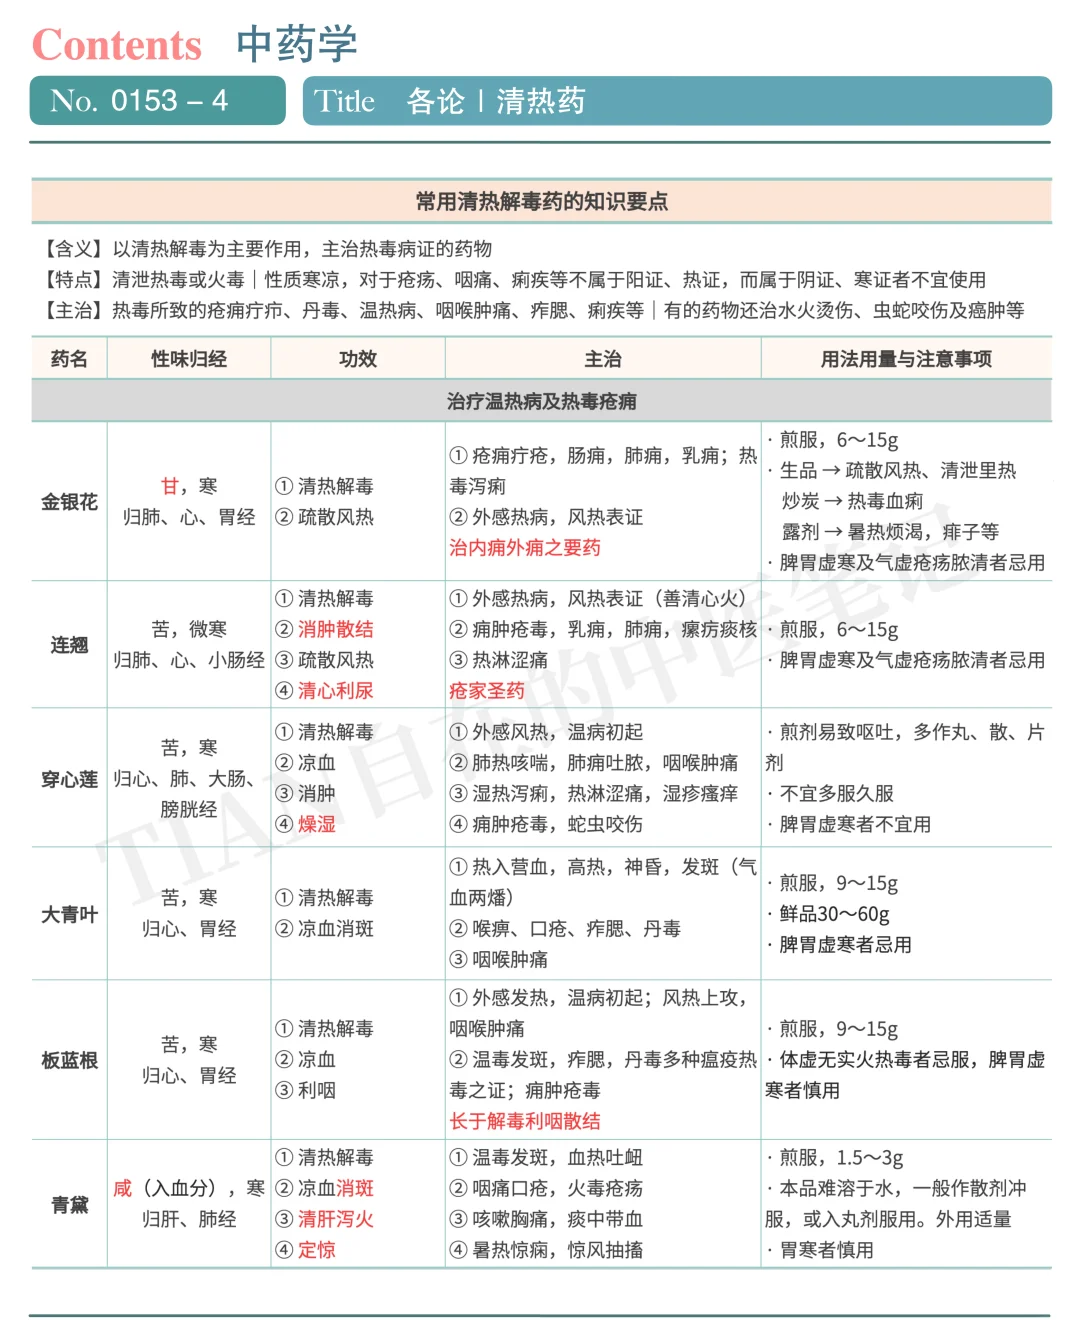 Contents 中药学
No. 0153 – 4
Title 各论 | 清热药
常用清热解毒药的知识要点
【含义】以清热解毒为主要作用，主治热毒病证的药物
【特点】清泄热毒或火毒｜性质寒凉，对于疮疡、咽痛、痢疾等不属于阳证、热证，而属于阴证、寒证者不宜使用
【主治】热毒所致的疮痈疔疖、丹毒、温热病、咽喉肿痛、痄腮、痢疾等｜有的药物还治水火烫伤、虫蛇咬伤及癌肿等
药名 性味归经 功效 主治 用法用量与注意事项
治疗温热病及热毒疮痈
金银花
甘，寒
归肺、心、胃经
① 清热解毒
② 疏散风热
① 疮痈疔疮，肠痈，肺痈，乳痈；热
毒泻痢
② 外感热病，风热表证
治内痈外痈之要药
· 煎服，6～15g
· 生品 → 疏散风热、清泄里热
炒炭 → 热毒血痢
露剂 → 暑热烦渴，痱子等
· 脾胃虚寒及气虚疮疡脓清者忌用
连翘
苦，微寒
归肺、心、小肠经
① 清热解毒
② 消肿散结
③ 疏散风热
④ 清心利尿
① 外感热病，风热表证（善清心火）
② 痈肿疮毒，乳痈，肺痈，瘰疬痰核
③ 热淋涩痛
疮家圣药
· 煎服，6～15g
· 脾胃虚寒及气虚疮疡脓清者忌用
穿心莲
苦，寒
归心、肺、大肠、
膀胱经
① 清热解毒
② 凉血
③ 消肿
④ 燥湿
① 外感风热，温病初起
② 肺热咳喘，肺痈吐脓，咽喉肿痛
③ 湿热泻痢，热淋涩痛，湿疹瘙痒
④ 痈肿疮毒，蛇虫咬伤
· 煎剂易致呕吐，多作丸、散、片
剂
· 不宜多服久服
· 脾胃虚寒者不宜用
大青叶
苦，寒
归心、胃经
① 清热解毒
② 凉血消斑
① 热入营血，高热，神昏，发斑（气
血两燔）
② 喉痹、口疮、痄腮、丹毒
③ 咽喉肿痛
· 煎服，9～15g
· 鲜品30～60g
· 脾胃虚寒者忌用
板蓝根
苦，寒
归心、胃经
① 清热解毒
② 凉血
③ 利咽
① 外感发热，温病初起；风热上攻，
咽喉肿痛
② 温毒发斑，痄腮，丹毒多种瘟疫热
毒之证；痈肿疮毒
长于解毒利咽散结
· 煎服，9～15g
· 体虚无实火热毒者忌服，脾胃虚
寒者慎用
青黛
咸（入血分），寒
归肝、肺经
① 清热解毒
② 凉血消斑
③ 清肝泻火
④ 定惊
① 温毒发斑，血热吐衄
② 咽痛口疮，火毒疮疡
③ 咳嗽胸痛，痰中带血
④ 暑热惊痫，惊风抽搐
· 煎服，1.5～3g
· 本品难溶于水，一般作散剂冲
服，或入丸剂服用。外用适量
· 胃寒者慎用
TIAN自在的中医笔记